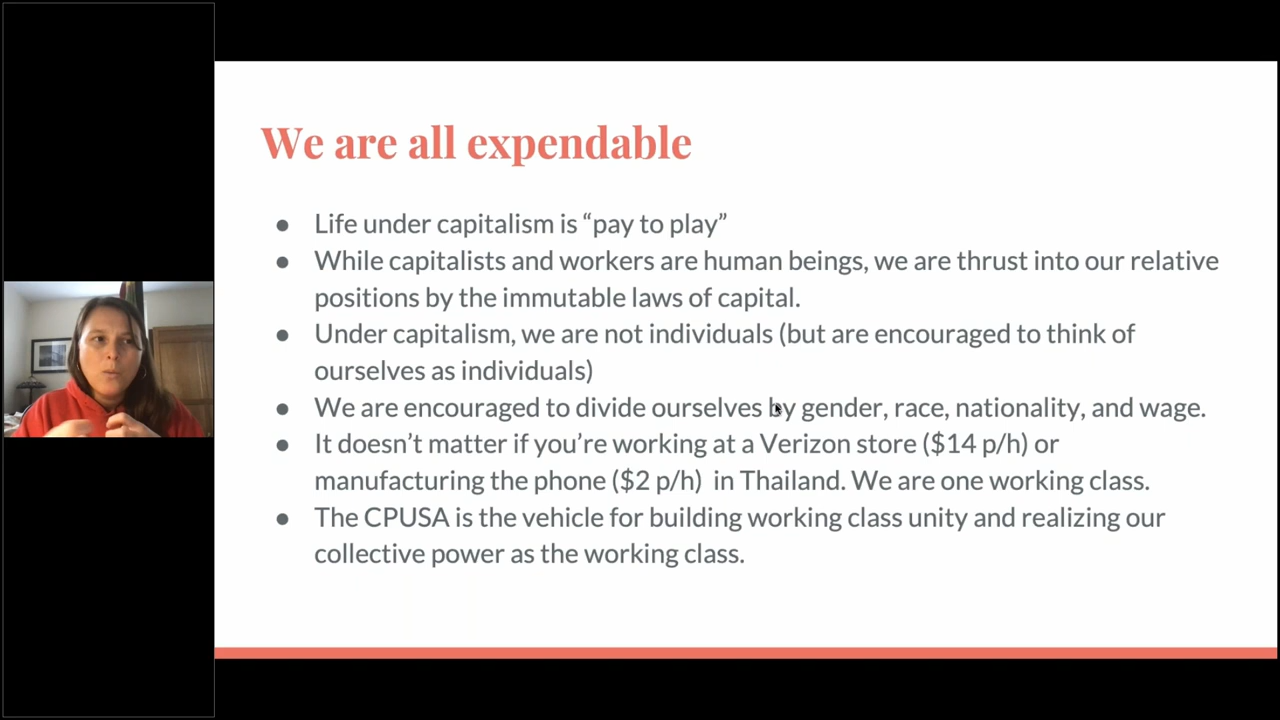 We are all expendable
● Life under capitalism is “pay to play”
● While capitalists and workers are human beings, we are thrust into our relative
positions by the immutable laws of capital.
● Under capitalism, we are not individuals (but are encouraged to think of
ourselves as individuals)
● We are encouraged to divide ourselves by gender, race, nationality, and wage.
● It doesn’t matter if you’re working at a Verizon store ($14 p/h) or
manufacturing the phone ($2 p/h) in Thailand. We are one working class.
● The CPUSA is the vehicle for building working class unity and realizing our
collective power as the working class.